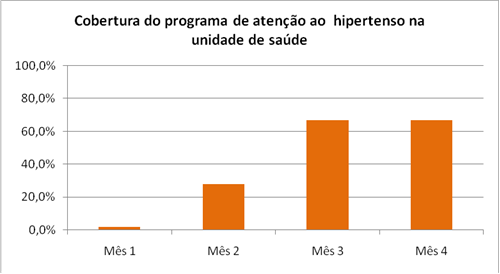 Cobertura do programa de atenção ao  hipertenso na
unidade de saúde
100,0%
80,0%
60,0%
40,0%
20,0%
0,0%
Mês 1
Mês 2
Mês 3
Mês 4